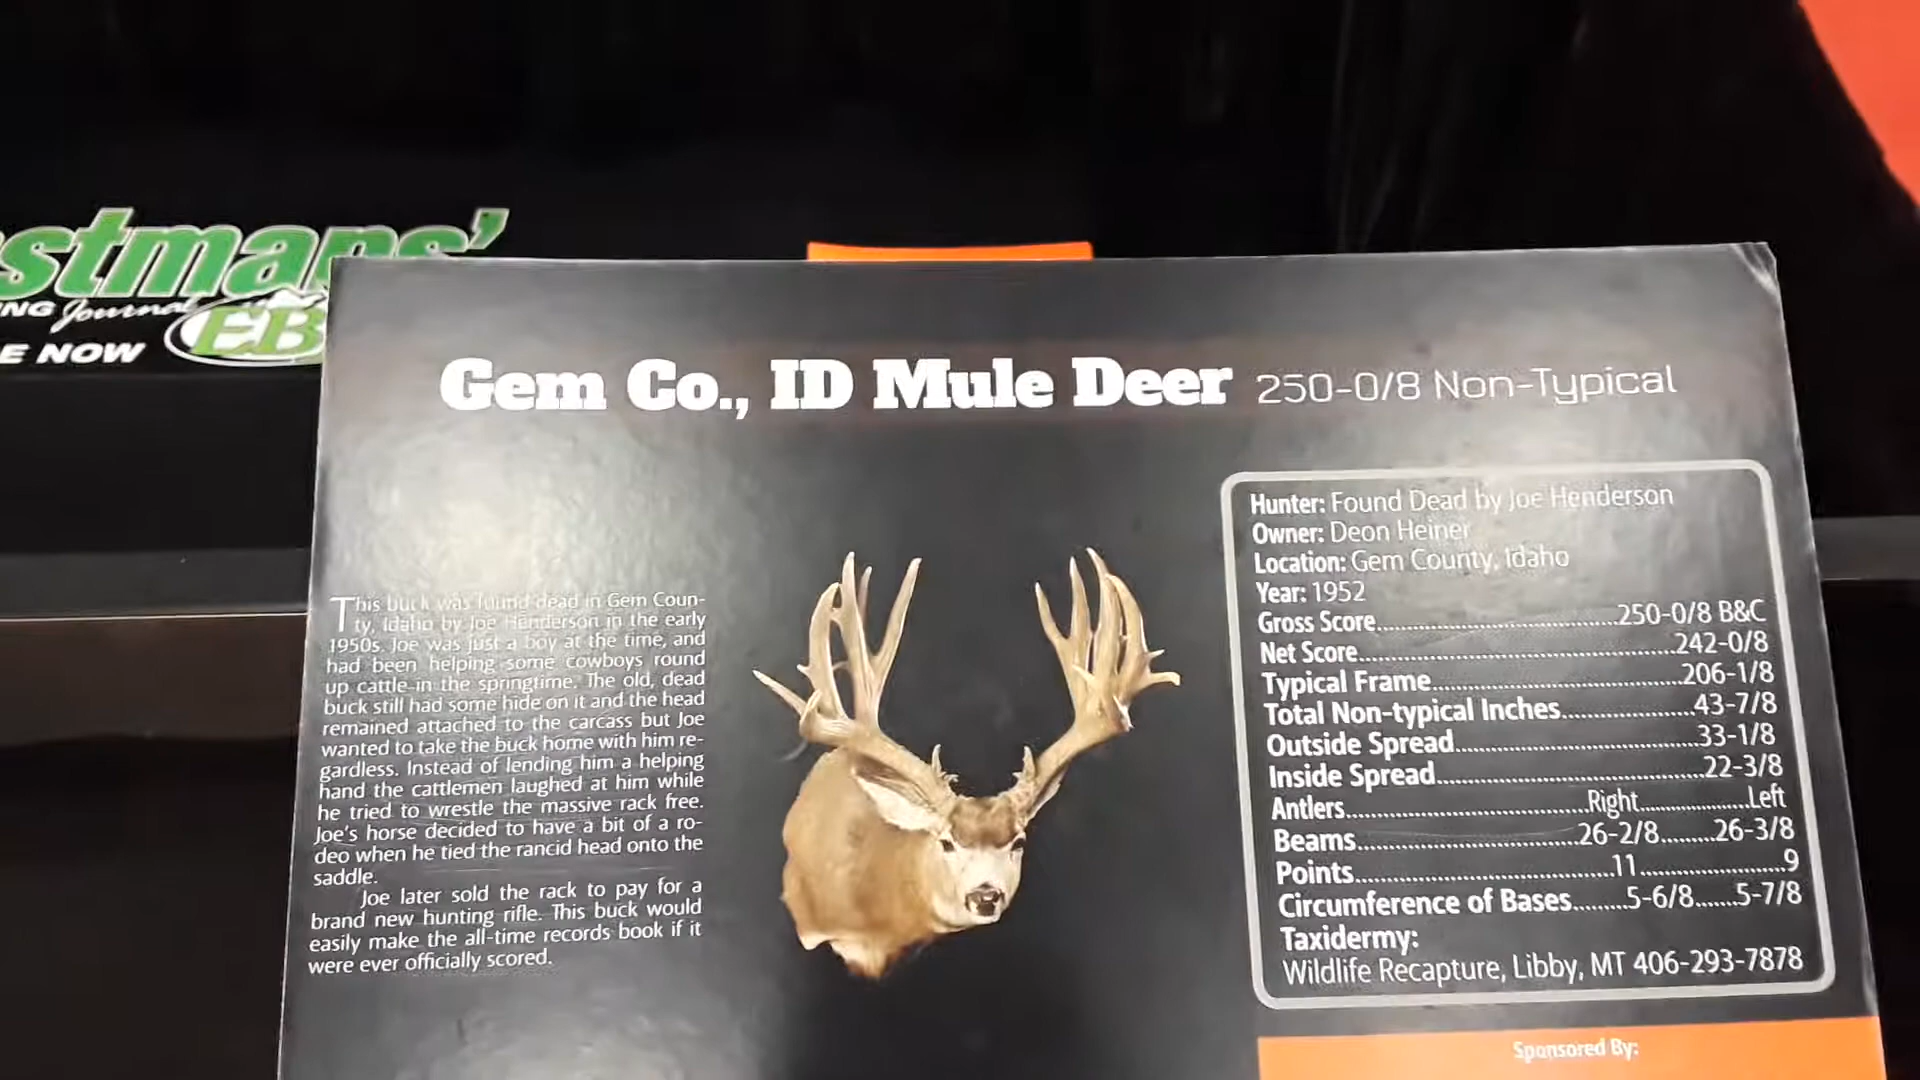 stmans'
NG Journal
EB
E NOW
Gem Co., ID Mule Deer 250-0/8 Non-Typical
This buck was found dead in Gem Coun-
ty, Idaho by Joe Henderson in the early
1950s. Joe was just a boy at the time, and
had been helping some cowboys round
up cattle in the springtime. The old, dead
buck still had some hide on it and the head
remained attached to the carcass but Joe
wanted to take the buck home with him re-
gardless. Instead of lending him a helping
hand the cattlemen laughed at him while
he tried to wrestle the massive rack free.
Joe's horse decided to have a bit of a ro-
deo when he tied the rancid head onto the
saddle.
Joe later sold the rack to pay for a
brand new hunting rifle. This buck would
easily make the all-time records book if it
were ever officially scored.
Hunter: Found Dead by Joe Henderson
Owner: Deon Heiner
Location: Gem County, Idaho
Year: 1952
Gross Score....................................250-0/8 B&C
Net Score................................................242-0/8
Typical Frame......................................206-1/8
Total Non-typical Inches....................43-7/8
Outside Spread.....................................33-1/8
Inside Spread........................................22-3/8
Antlers.....................................Right................Left
Beams..................................26-2/8........26-3/8
Points.......................................11........................9
Circumference of Bases........5-6/8......5-7/8
Taxidermy:
Wildlife Recapture, Libby, MT 406-293-7878
Sponsored By: